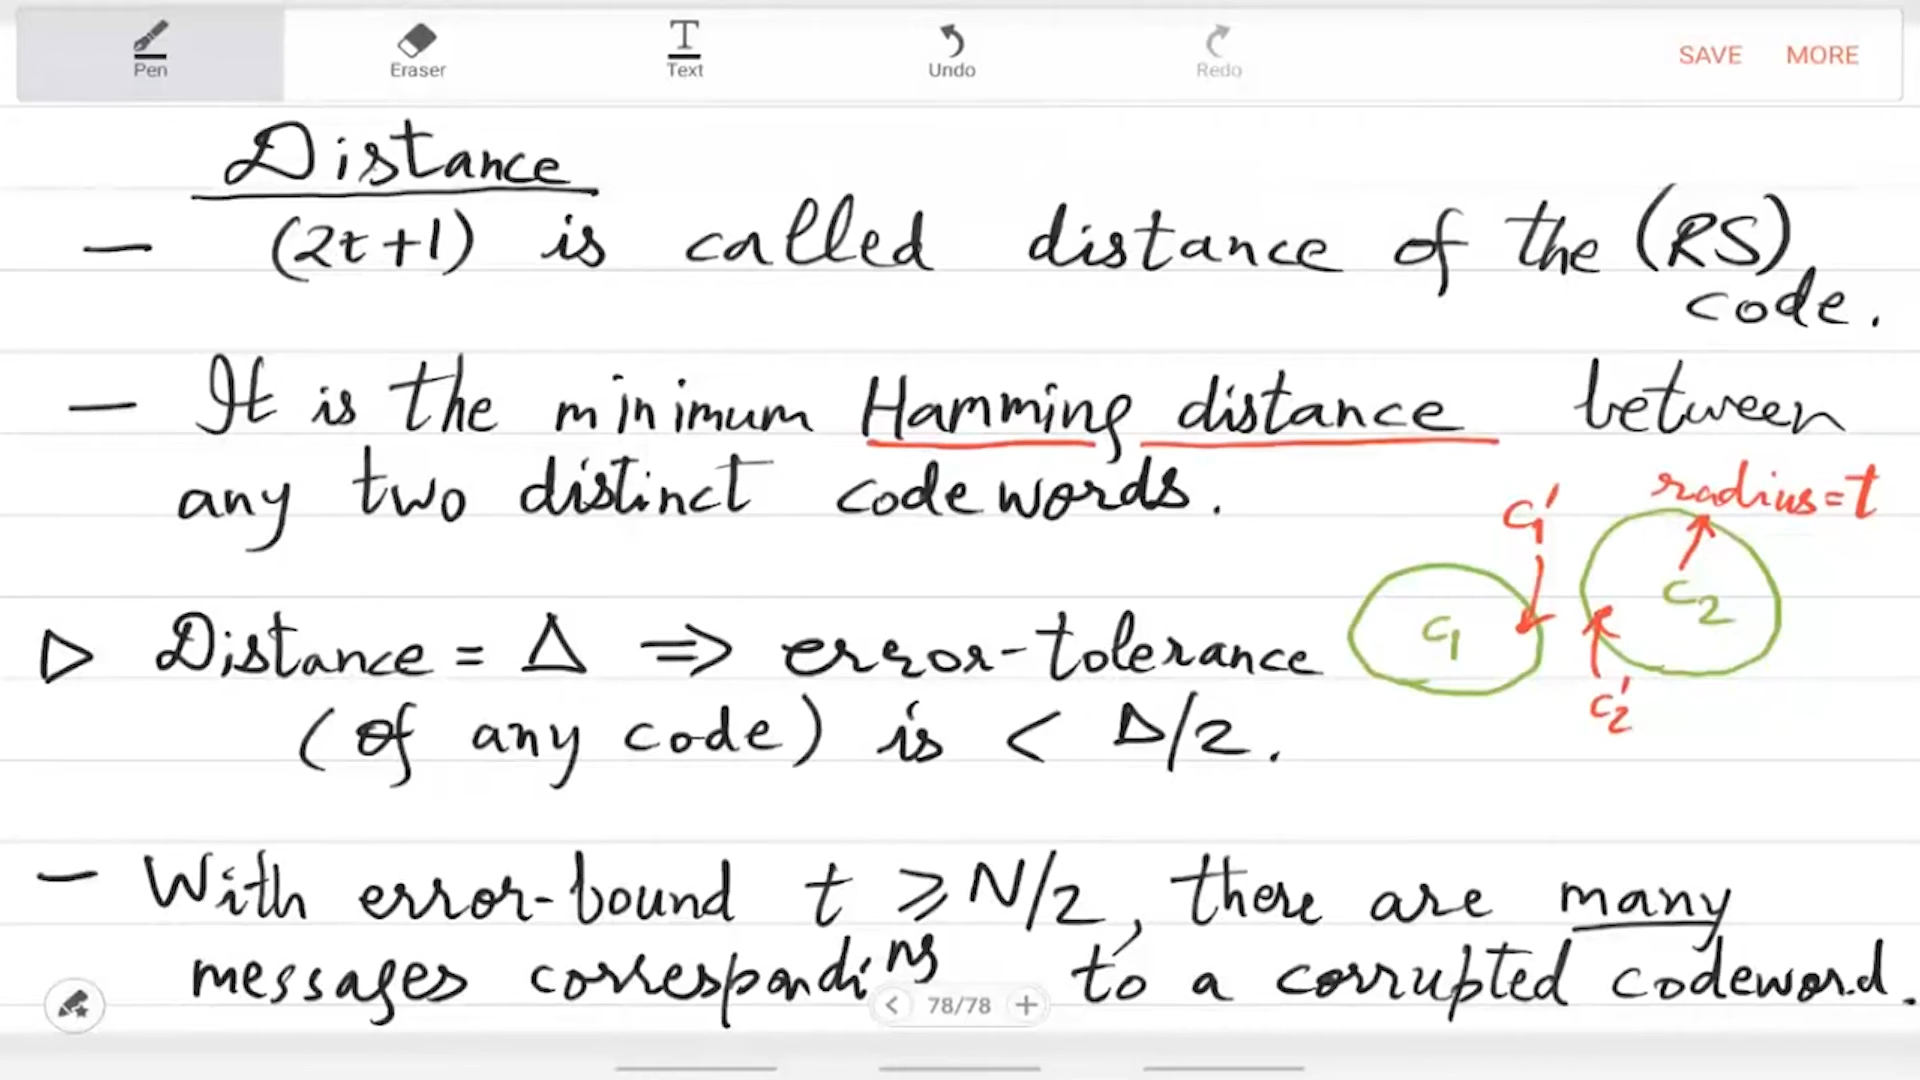 Pen Eraser Text Undo Redo SAVE MORE
Distance
- (2t+1) is called distance of the (RS)
code.
- It is the minimum Hamming distance between
any two distinct codewords.
radius=t
C1'
C1 C2
C2'
▷ Distance = Δ => error-tolerance
(of any code) is < Δ/2.
- With error-bound t ⩾ N/2, there are many
messages corresponding to a corrupted codeword.
< 78/78 +